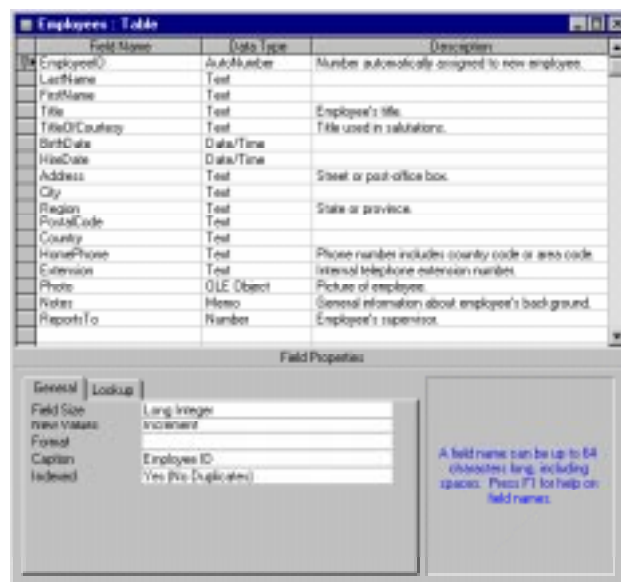 Employees : Table
Field Name Data Type Description
EmployeeID AutoNumber Number automatically assigned to new employee.
LastName Text
FirstName Text
Title Text Employee's title.
TitleOfCourtesy Text Title used in salutations.
BirthDate Date/Time
HireDate Date/Time
Address Text Street or post-office box.
City Text
Region Text State or province.
PostalCode Text
Country Text
HomePhone Text Phone number includes country code or area code.
Extension Text Internal telephone extension number.
Photo OLE Object Picture of employee.
Notes Memo General information about employee's background.
ReportsTo Number Employee's supervisor.
Field Properties
General Lookup
Field Size Long Integer
New Values Increment
Format
Caption Employee ID
Indexed Yes (No Duplicates)
A field name can be up to 64
characters long, including
spaces. Press F1 for help on
field names.